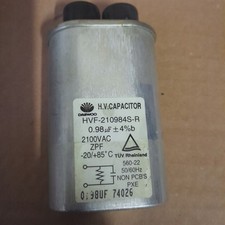 DAEWOO
H.V.CAPACITOR
HVF-210984S-R
0.98µF±4%b
2100VAC
ZPF
-20/+85°C
TÜV Rheinland
560-22
50/60Hz
NON PCB'S
PXE
0.98UF 74026